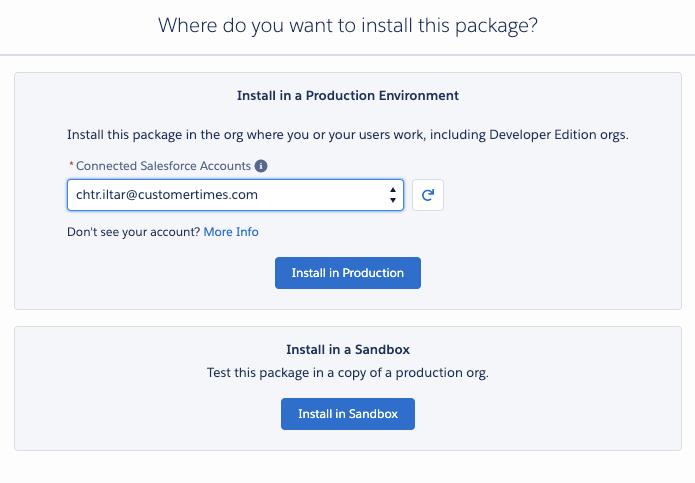 Where do you want to install this package?
Install in a Production Environment
Install this package in the org where you or your users work, including Developer Edition orgs.
* Connected Salesforce Accounts i
chtr.iltar@customertimes.com
Don't see your account? More Info
Install in Production
Install in a Sandbox
Test this package in a copy of a production org.
Install in Sandbox